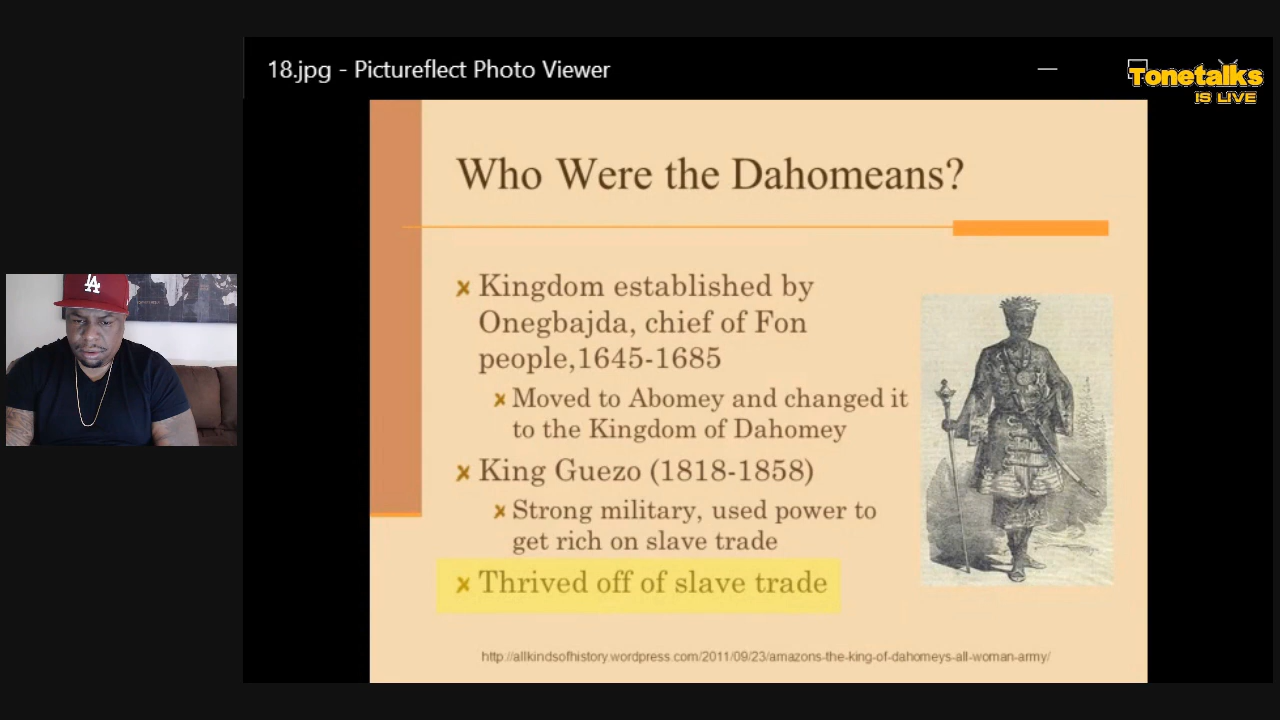 18.jpg - Pictureflect Photo Viewer
Tonetalks
IS LIVE
LA
Who Were the Dahomeans?
Kingdom established by
Onegbajda, chief of Fon
people,1645-1685
Moved to Abomey and changed it
to the Kingdom of Dahomey
King Guezo (1818-1858)
Strong military, used power to
get rich on slave trade
Thrived off of slave trade
http://allkindsofhistory.wordpress.com/2011/09/23/amazons-the-king-of-dahomeys-all-woman-army/